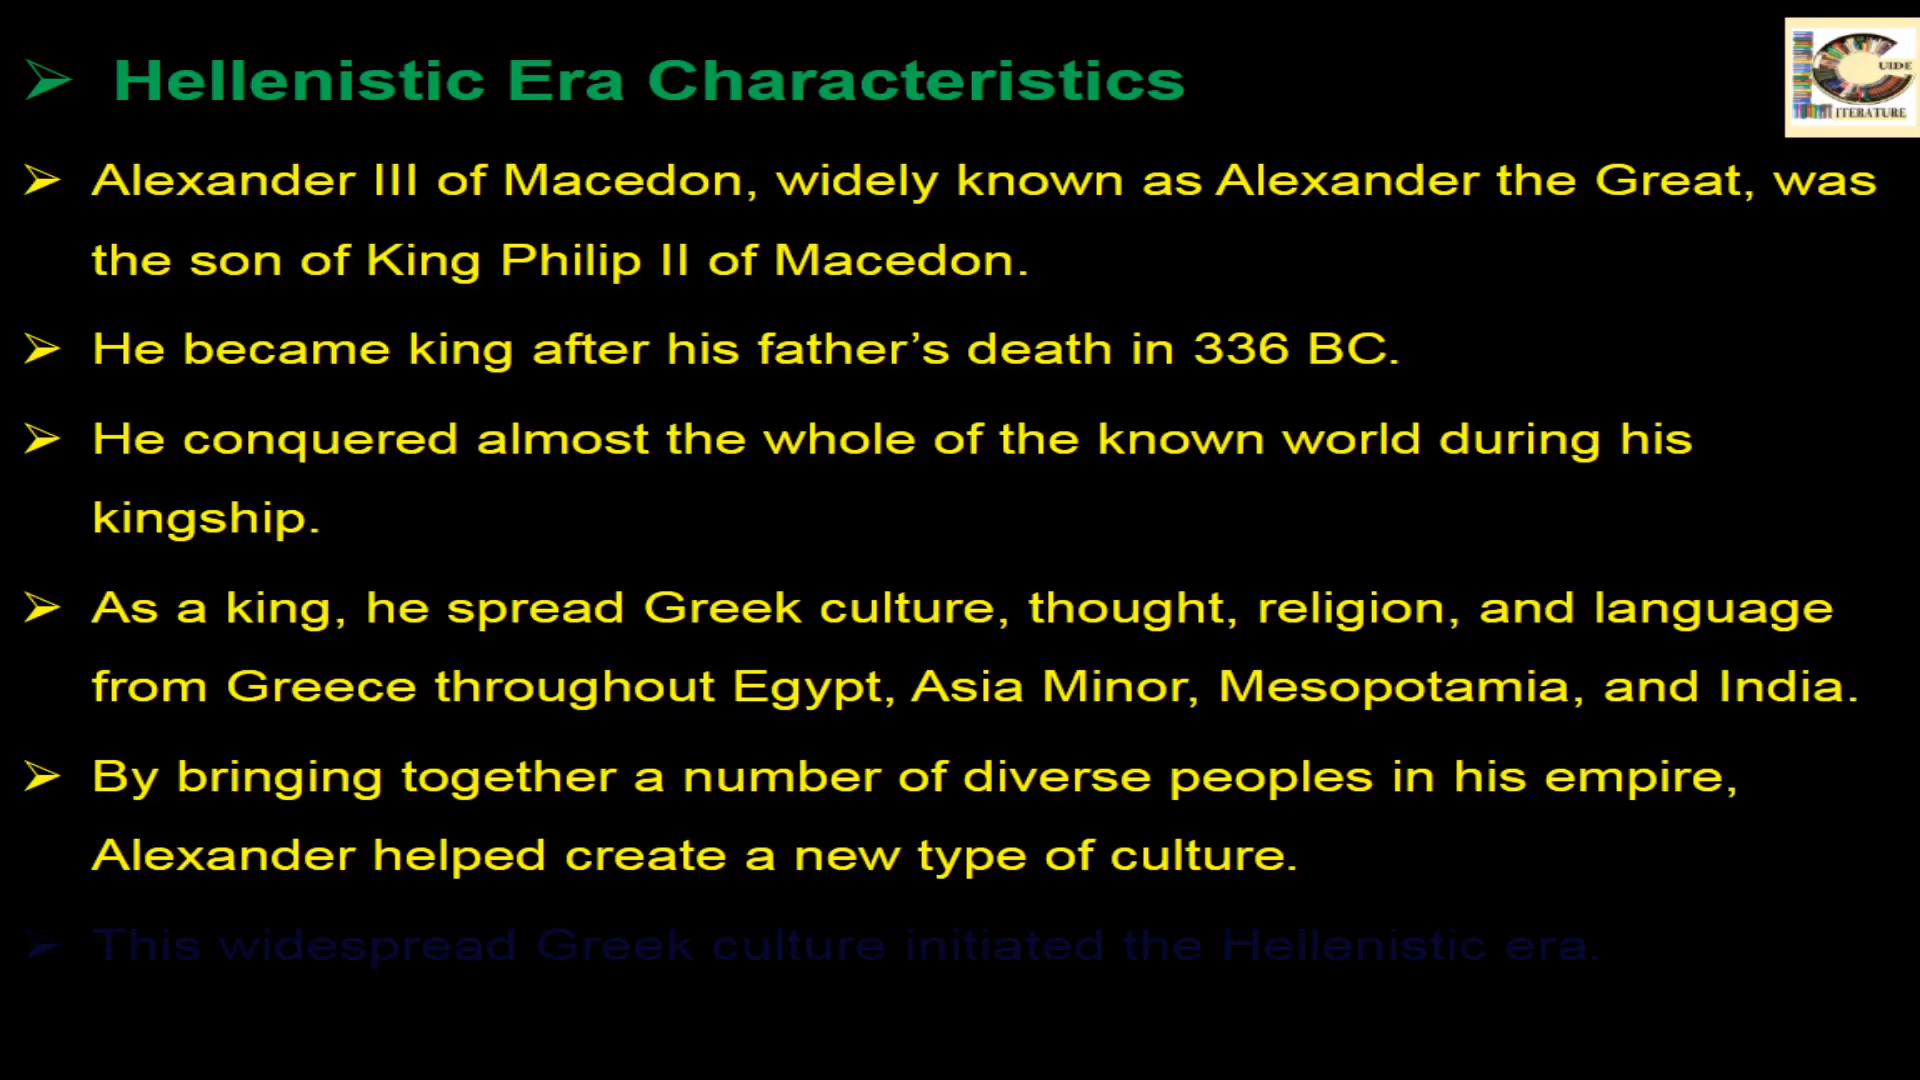 ➢ Hellenistic Era Characteristics
UIDE
ITERATURE
➢ Alexander III of Macedon, widely known as Alexander the Great, was
the son of King Philip II of Macedon.
➢ He became king after his father’s death in 336 BC.
➢ He conquered almost the whole of the known world during his
kingship.
➢ As a king, he spread Greek culture, thought, religion, and language
from Greece throughout Egypt, Asia Minor, Mesopotamia, and India.
➢ By bringing together a number of diverse peoples in his empire,
Alexander helped create a new type of culture.
➢ This widespread Greek culture initiated the Hellenistic era.